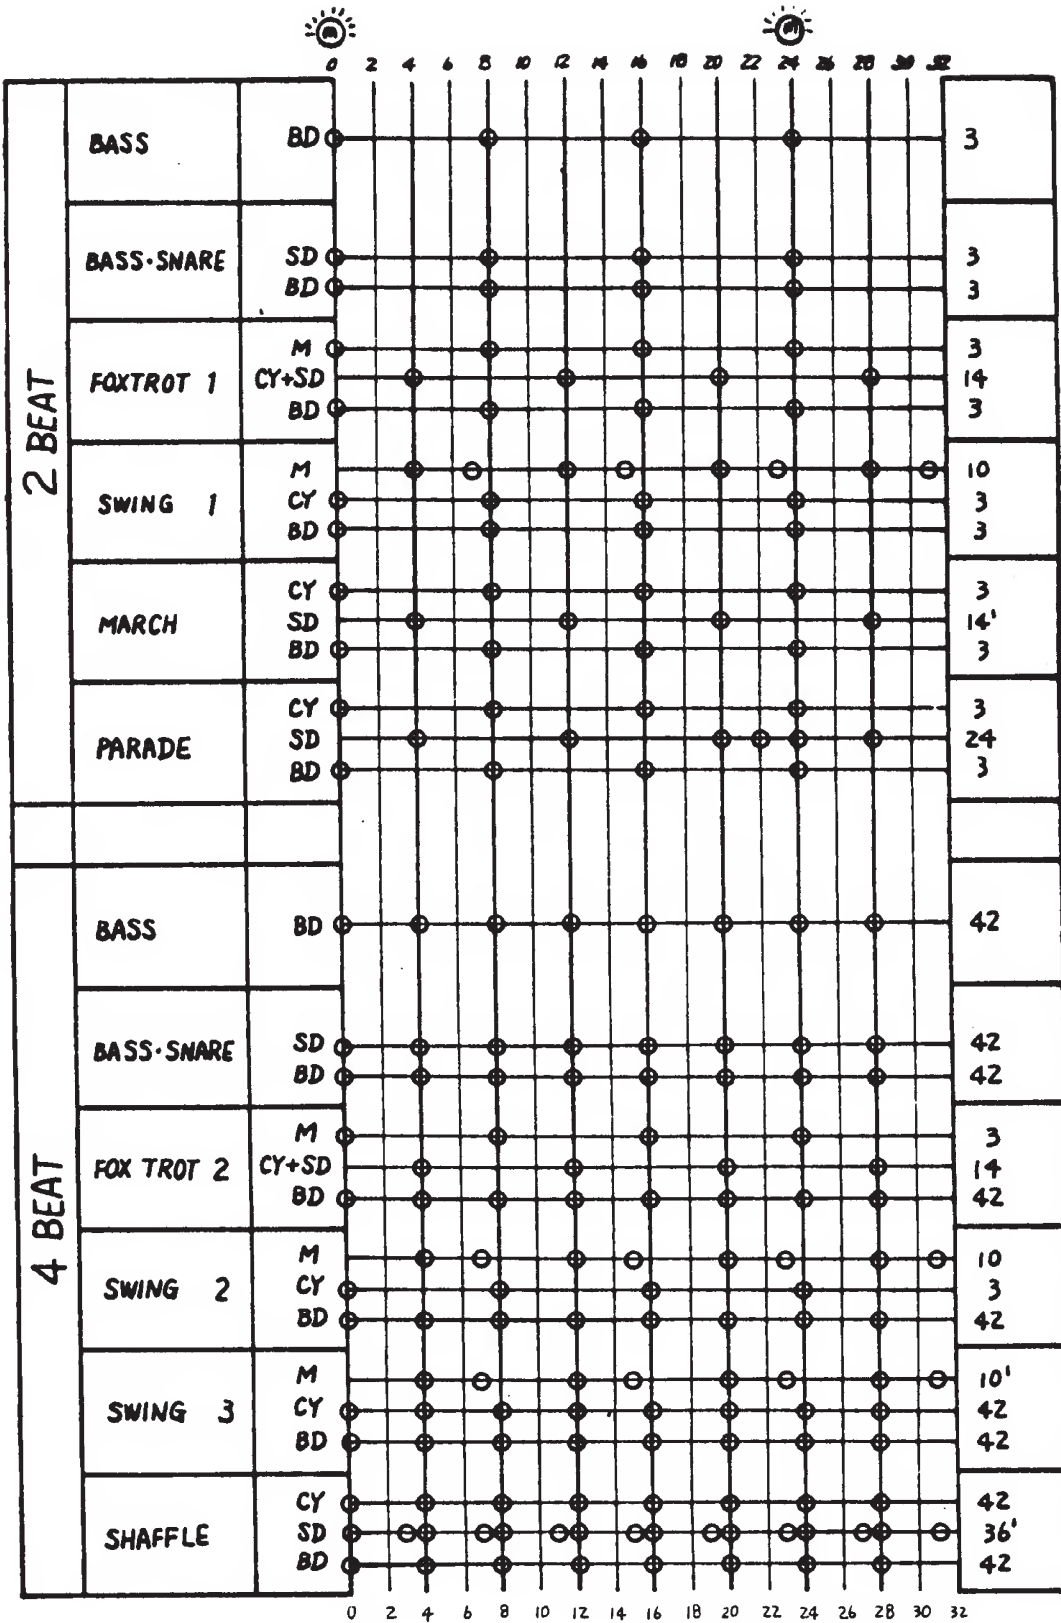 M M
0 2 4 6 8 10 12 14 16 18 20 22 24 26 28 30 32
2 BEAT
BASS BD 3
BASS·SNARE SD 3
BD 3
M 3
FOXTROT 1 CY+SD 14
BD 3
M 10
SWING 1 CY 3
BD 3
CY 3
MARCH SD 14'
BD 3
CY 3
PARADE SD 24
BD 3
4 BEAT
BASS BD 42
BASS·SNARE SD 42
BD 42
M 3
FOX TROT 2 CY+SD 14
BD 42
M 10
SWING 2 CY 3
BD 42
M 10'
SWING 3 CY 42
BD 42
CY 42
SHAFFLE SD 36'
BD 42
0 2 4 6 8 10 12 14 16 18 20 22 24 26 28 30 32